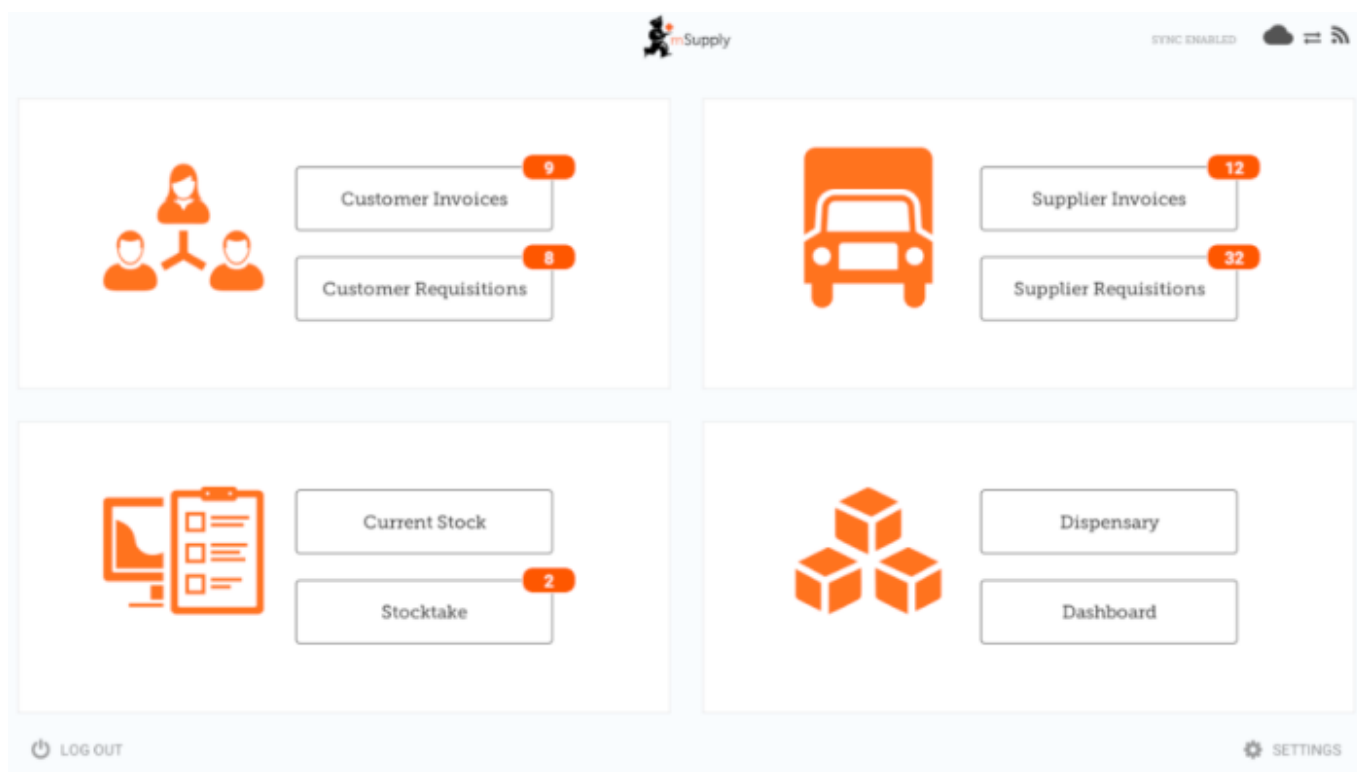 mSupply
SYNC ENABLED
9
Customer Invoices
8
Customer Requisitions
12
Supplier Invoices
32
Supplier Requisitions
Current Stock
2
Stocktake
Dispensary
Dashboard
LOG OUT
SETTINGS